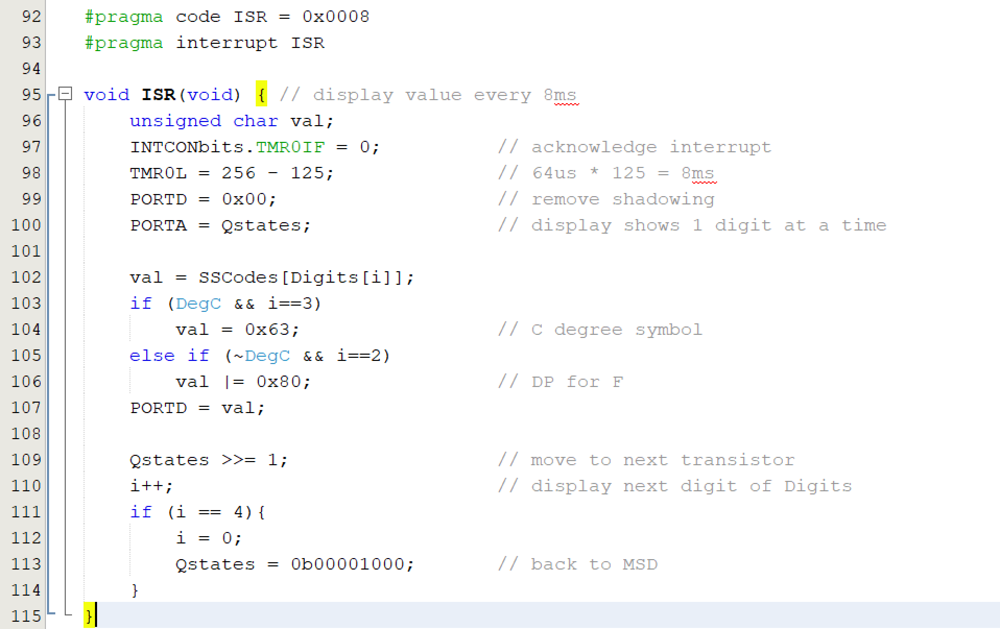 92 #pragma code ISR = 0x0008
93 #pragma interrupt ISR
94
95 void ISR(void) { // display value every 8ms
96 unsigned char val;
97 INTCONbits.TMR0IF = 0; // acknowledge interrupt
98 TMR0L = 256 - 125; // 64us * 125 = 8ms
99 PORTD = 0x00; // remove shadowing
100 PORTA = Qstates; // display shows 1 digit at a time
101
102 val = SSCodes[Digits[i]];
103 if (DegC && i==3)
104 val = 0x63; // C degree symbol
105 else if (~DegC && i==2)
106 val |= 0x80; // DP for F
107 PORTD = val;
108
109 Qstates >>= 1; // move to next transistor
110 i++; // display next digit of Digits
111 if (i == 4){
112 i = 0;
113 Qstates = 0b00001000; // back to MSD
114 }
115 }